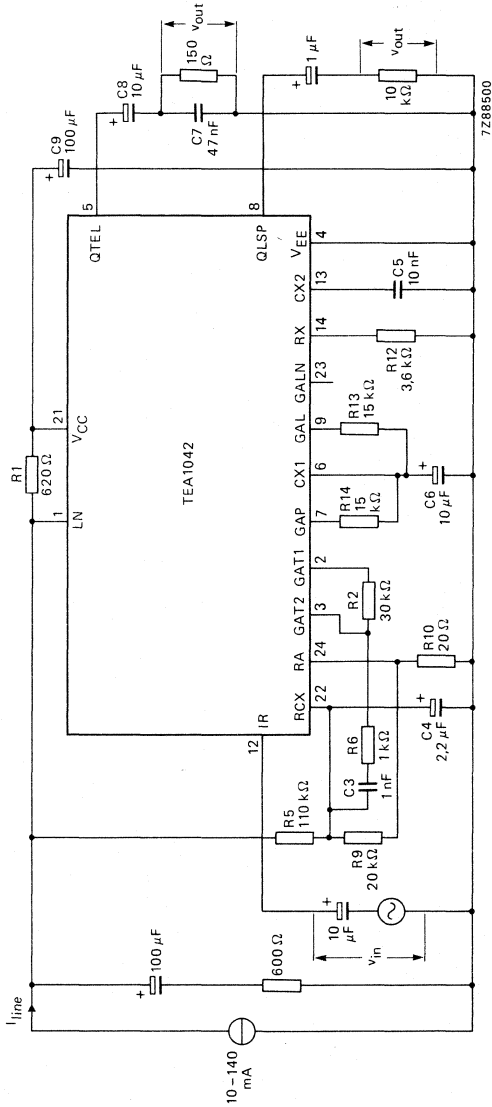 I line
10–140
mA
+
100 μF
600 Ω
v in
+
10
μF
R5
110 kΩ
R9
20 kΩ
C3
1 nF
R6
1 kΩ
R2
30 kΩ
C4
2,2 μF
+
R10
20 Ω
R1
620 Ω
1
LN
21
VCC
TEA1042
12
IR
RCX
22
RA
24
GAT2
3
GAT1
2
GAP
7
CX1
6
GAL
9
GALN
23
RX
14
CX2
13
VEE
4
QTEL
5
QLSP
8
R14
15
kΩ
R13
15 kΩ
C6
10 μF
+
R12
3,6 kΩ
C5
10 nF
C9
100 μF
+
C8
10 μF
+
C7
47 nF
150
Ω
v out
1 μF
+
10
kΩ
v out
7Z88500